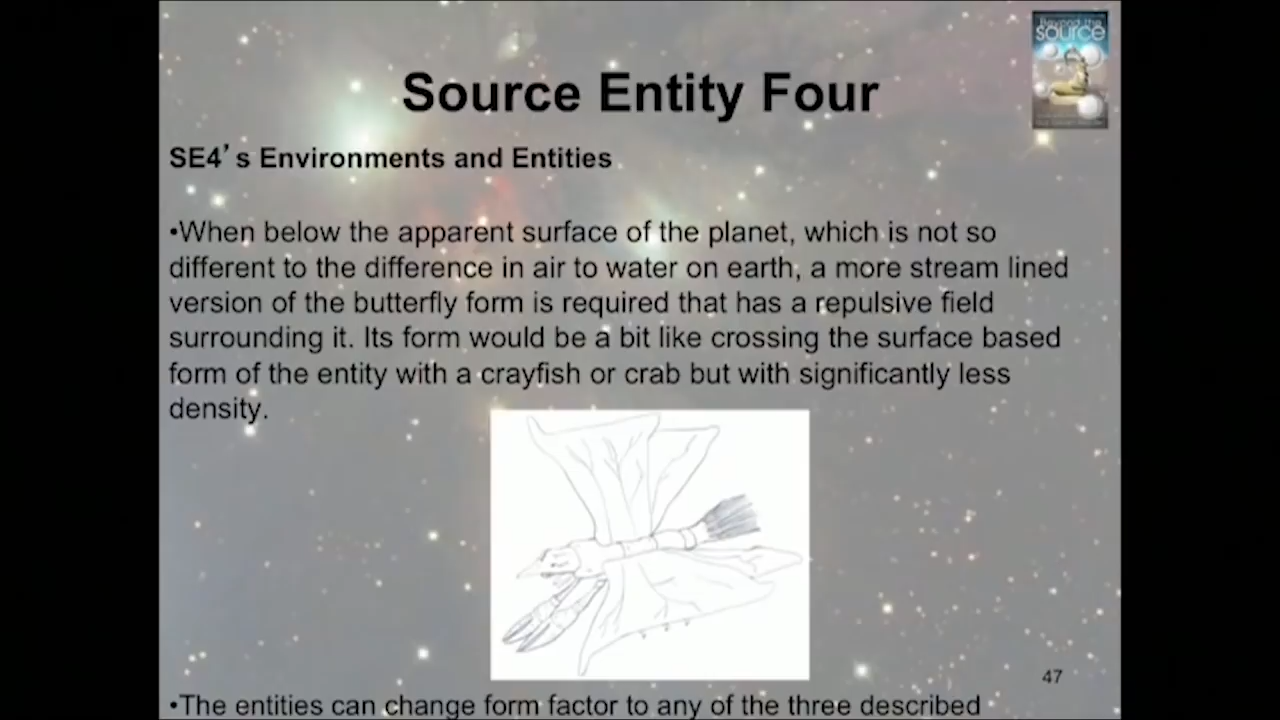 Beyond the
Source
Source Entity Four
SE4’s Environments and Entities
•When below the apparent surface of the planet, which is not so
different to the difference in air to water on earth, a more stream lined
version of the butterfly form is required that has a repulsive field
surrounding it. Its form would be a bit like crossing the surface based
form of the entity with a crayfish or crab but with significantly less
density.
47
•The entities can change form factor to any of the three described